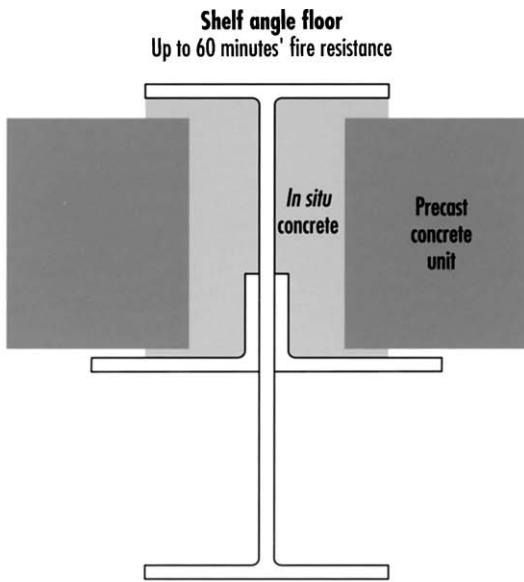 Shelf angle floor
Up to 60 minutes' fire resistance
In situ
concrete
Precast
concrete
unit